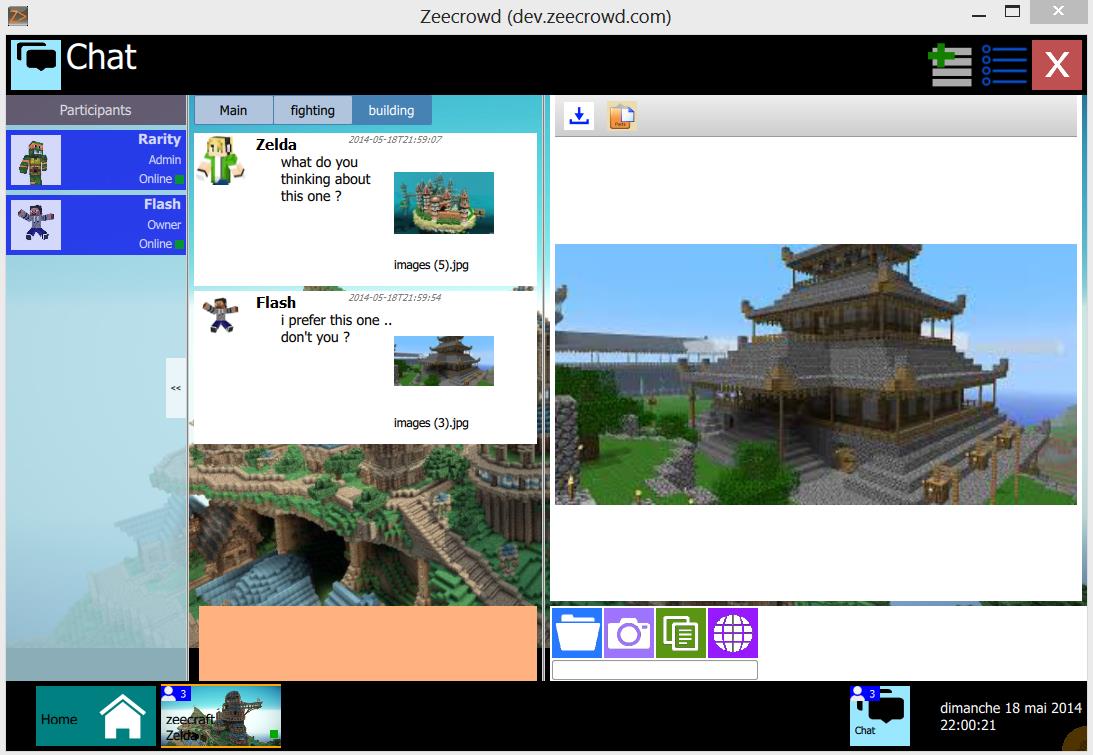 Zeecrowd (dev.zeecrowd.com)
Chat
X
Participants
Rarity
Admin
Online
Flash
Owner
Online
<<
Main
fighting
building
Zelda
2014-05-18T21:59:07
what do you
thinking about
this one ?
images (5).jpg
Flash
2014-05-18T21:59:54
i prefer this one ..
don't you ?
images (3).jpg
Home
3
zeecraft
Zelda
3
Chat
dimanche 18 mai 2014
22:00:21